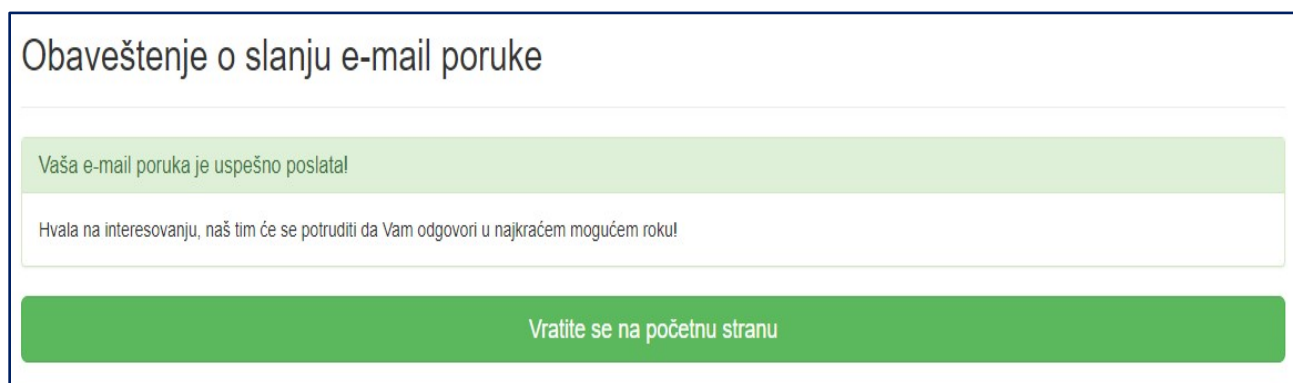 Obaveštenje o slanju e-mail poruke
Vaša e-mail poruka je uspešno poslata!
Hvala na interesovanju, naš tim će se potruditi da Vam odgovori u najkraćem mogućem roku!
Vratite se na početnu stranu